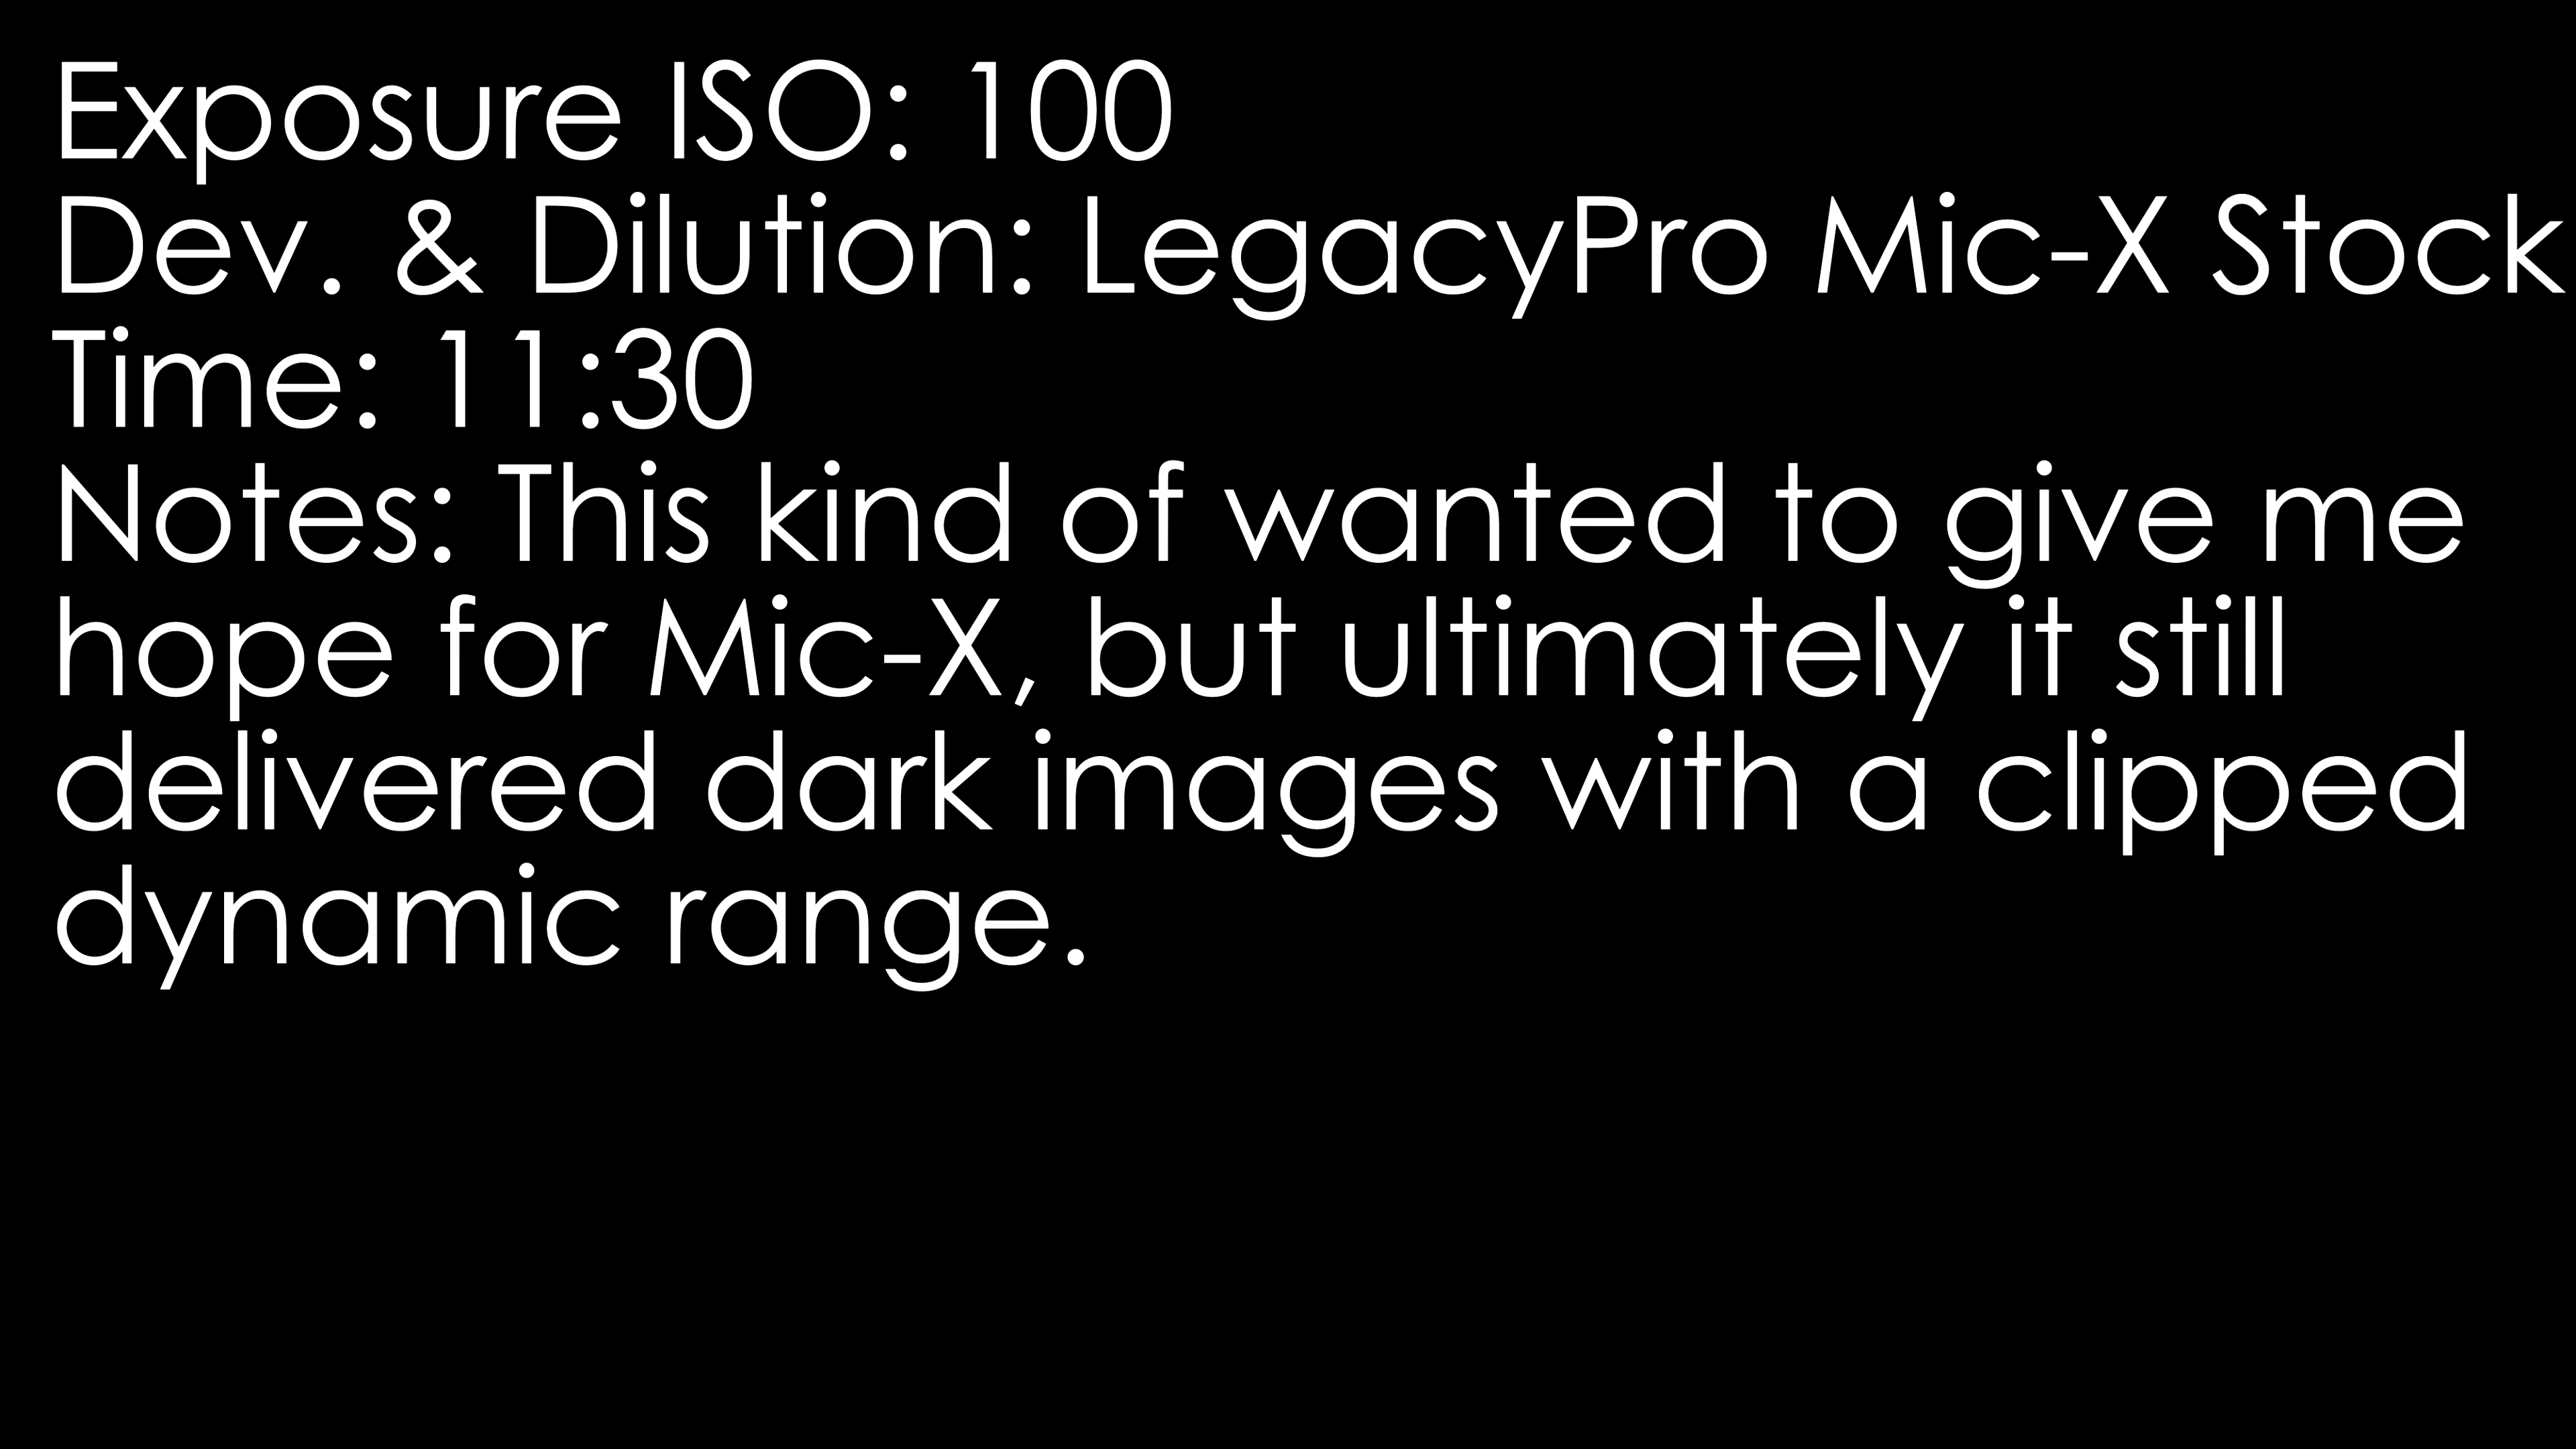 Exposure ISO: 100
Dev. & Dilution: LegacyPro Mic-X Stock
Time: 11:30
Notes: This kind of wanted to give me
hope for Mic-X, but ultimately it still
delivered dark images with a clipped
dynamic range.